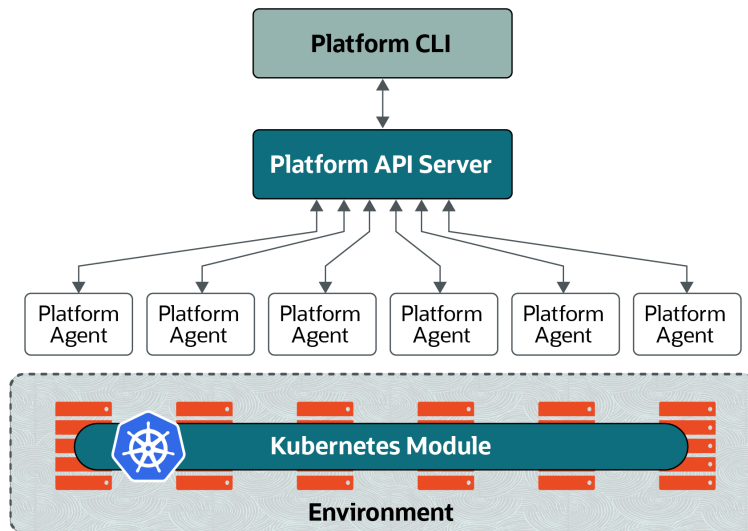 Platform CLI
Platform API Server
Platform
Agent
Platform
Agent
Platform
Agent
Platform
Agent
Platform
Agent
Platform
Agent
Kubernetes Module
Environment